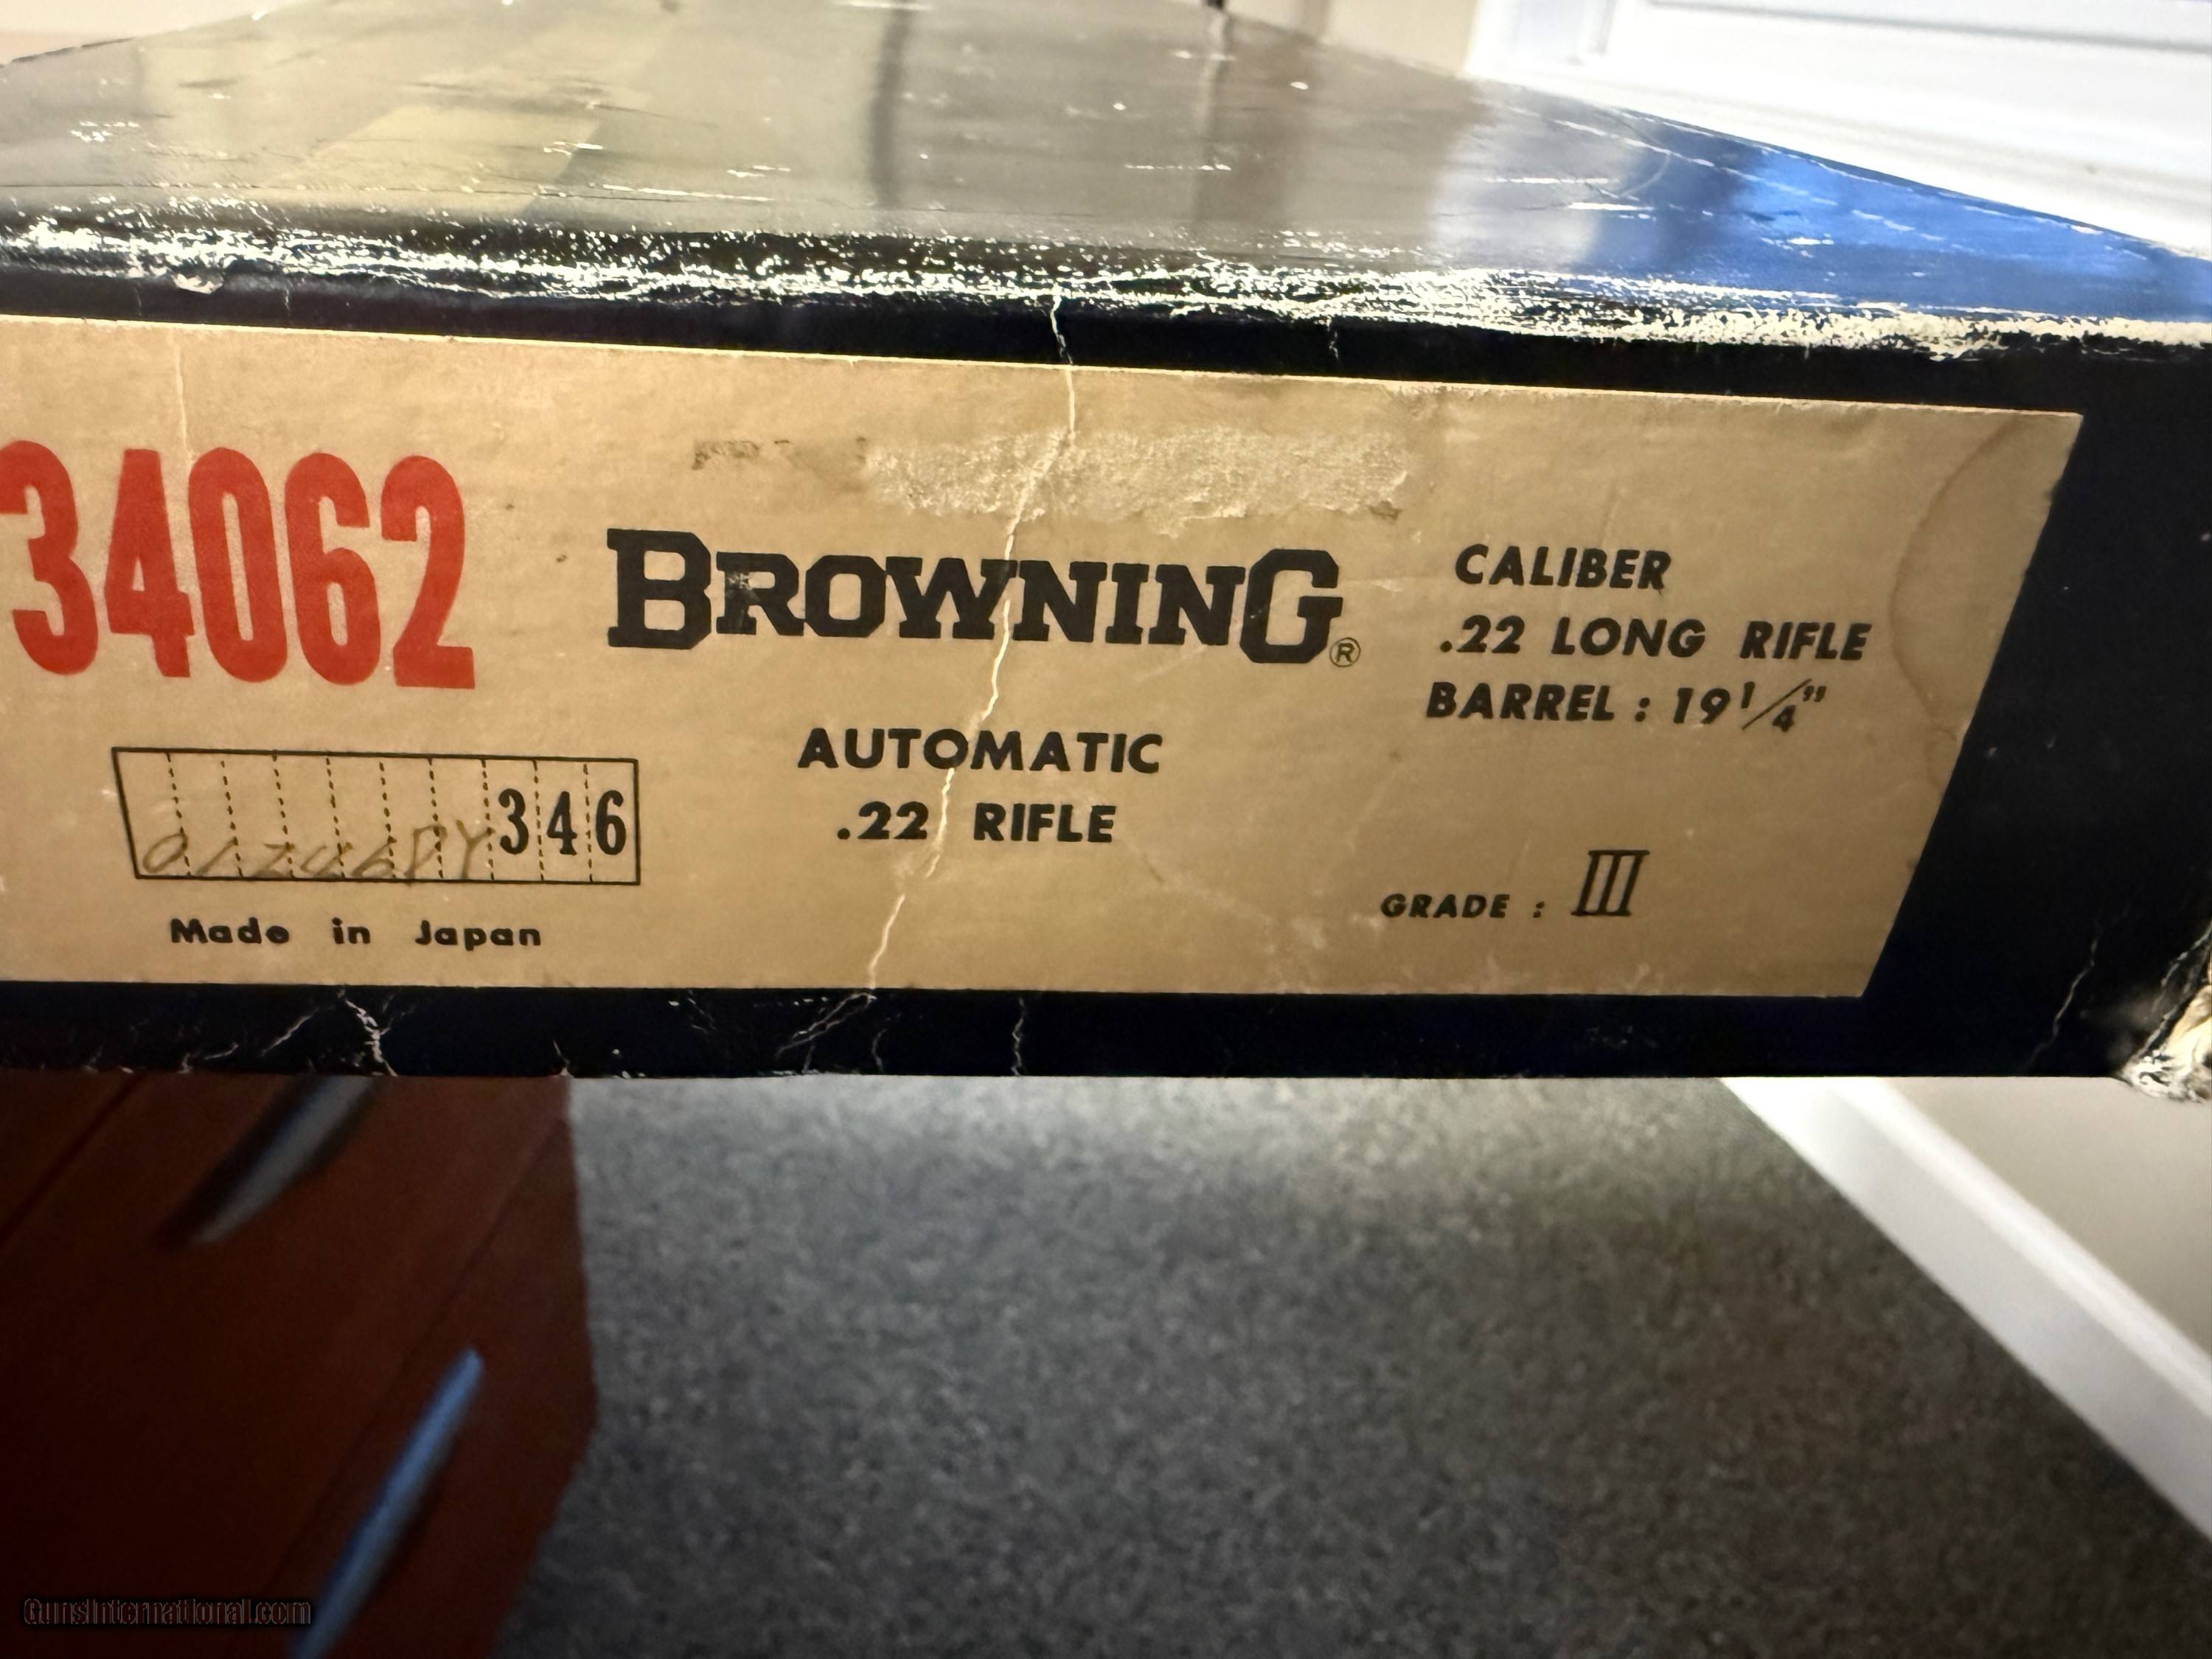 34062
BROWNING®
AUTOMATIC
.22 RIFLE
CALIBER
.22 LONG RIFLE
BARREL : 19 1/4"
GRADE : III
346
Made in Japan
GunsInternational.com